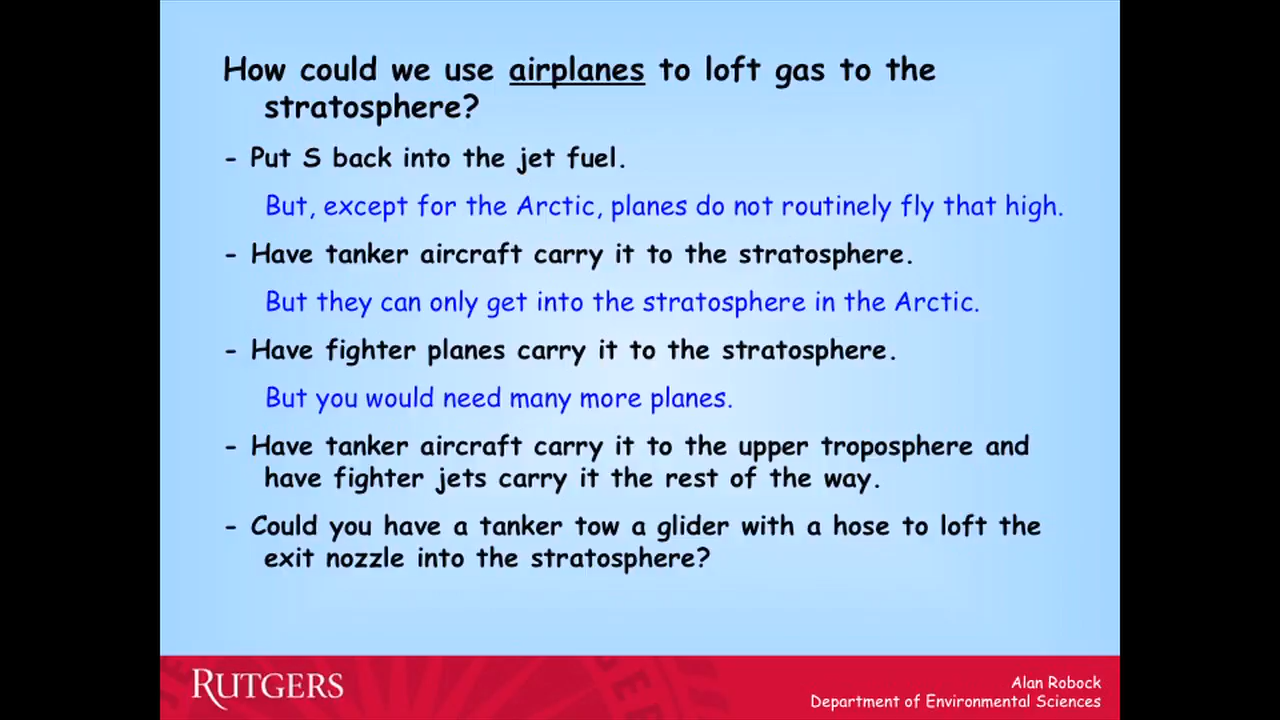 How could we use airplanes to loft gas to the
stratosphere?
- Put S back into the jet fuel.
But, except for the Arctic, planes do not routinely fly that high.
- Have tanker aircraft carry it to the stratosphere.
But they can only get into the stratosphere in the Arctic.
- Have fighter planes carry it to the stratosphere.
But you would need many more planes.
- Have tanker aircraft carry it to the upper troposphere and
have fighter jets carry it the rest of the way.
- Could you have a tanker tow a glider with a hose to loft the
exit nozzle into the stratosphere?
RUTGERS
Alan Robock
Department of Environmental Sciences